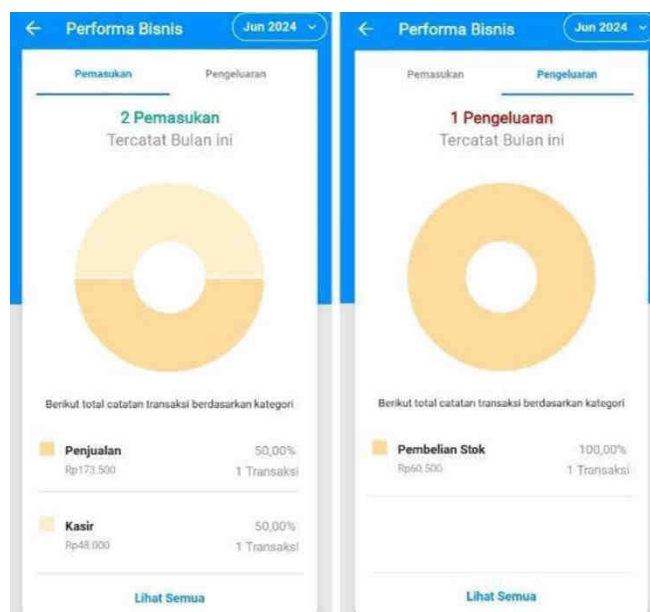 Performa Bisnis
Jun 2024
Pemasukan
Pengeluaran
2 Pemasukan
Tercatat Bulan ini
Berikut total catatan transaksi berdasarkan kategori
Penjualan
50,00%
Rp173.500
1 Transaksi
Kasir
50,00%
Rp48.000
1 Transaksi
Lihat Semua
Performa Bisnis
Jun 2024
Pemasukan
Pengeluaran
1 Pengeluaran
Tercatat Bulan ini
Berikut total catatan transaksi berdasarkan kategori
Pembelian Stok
100,00%
Rp60.500
1 Transaksi
Lihat Semua